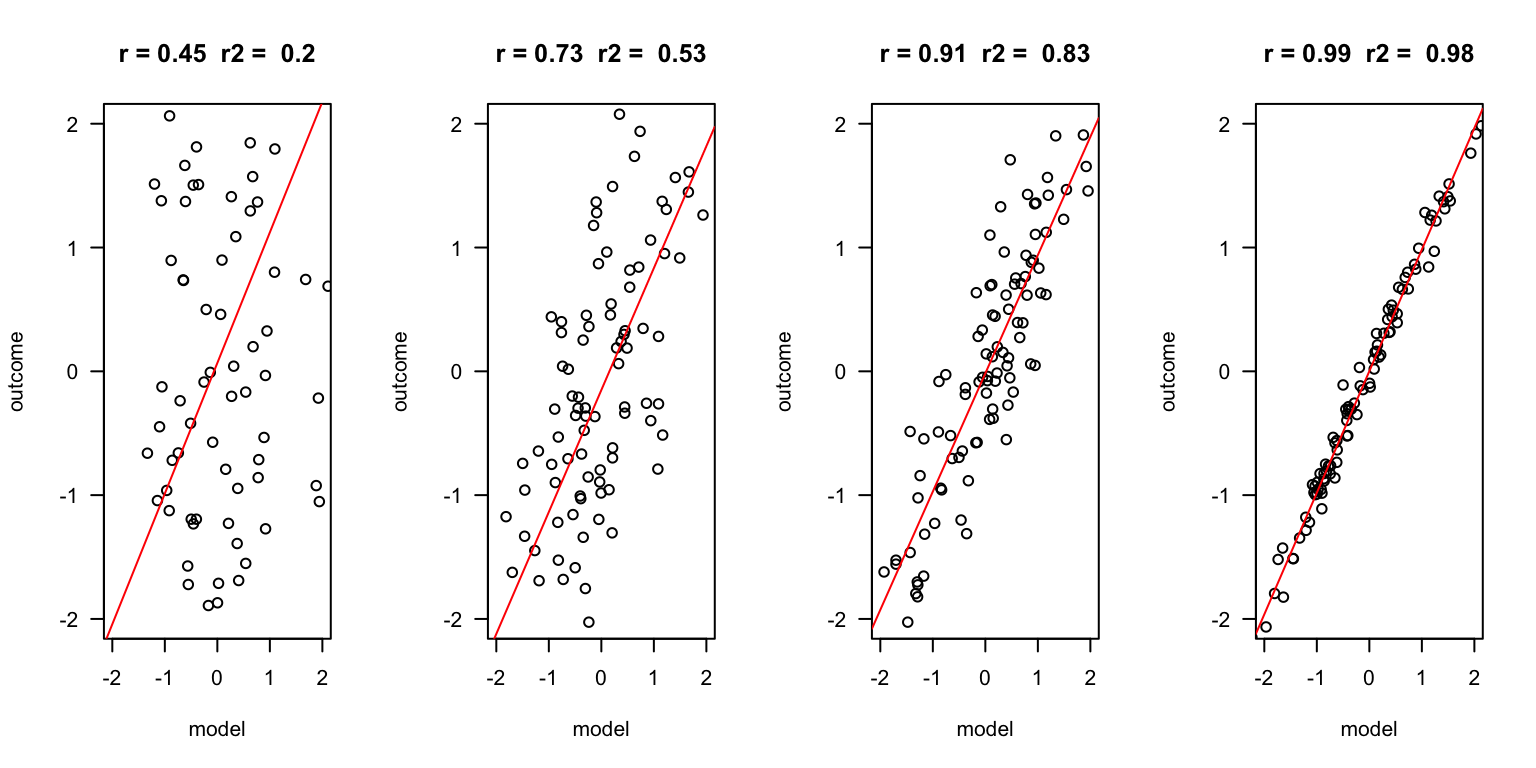 r = 0.45  r2 =  0.2
outcome
2
1
0
-1
-2
-2 -1 0 1 2
model
r = 0.73  r2 =  0.53
outcome
2
1
0
-1
-2
-2 -1 0 1 2
model
r = 0.91  r2 =  0.83
outcome
2
1
0
-1
-2
-2 -1 0 1 2
model
r = 0.99  r2 =  0.98
outcome
2
1
0
-1
-2
-2 -1 0 1 2
model